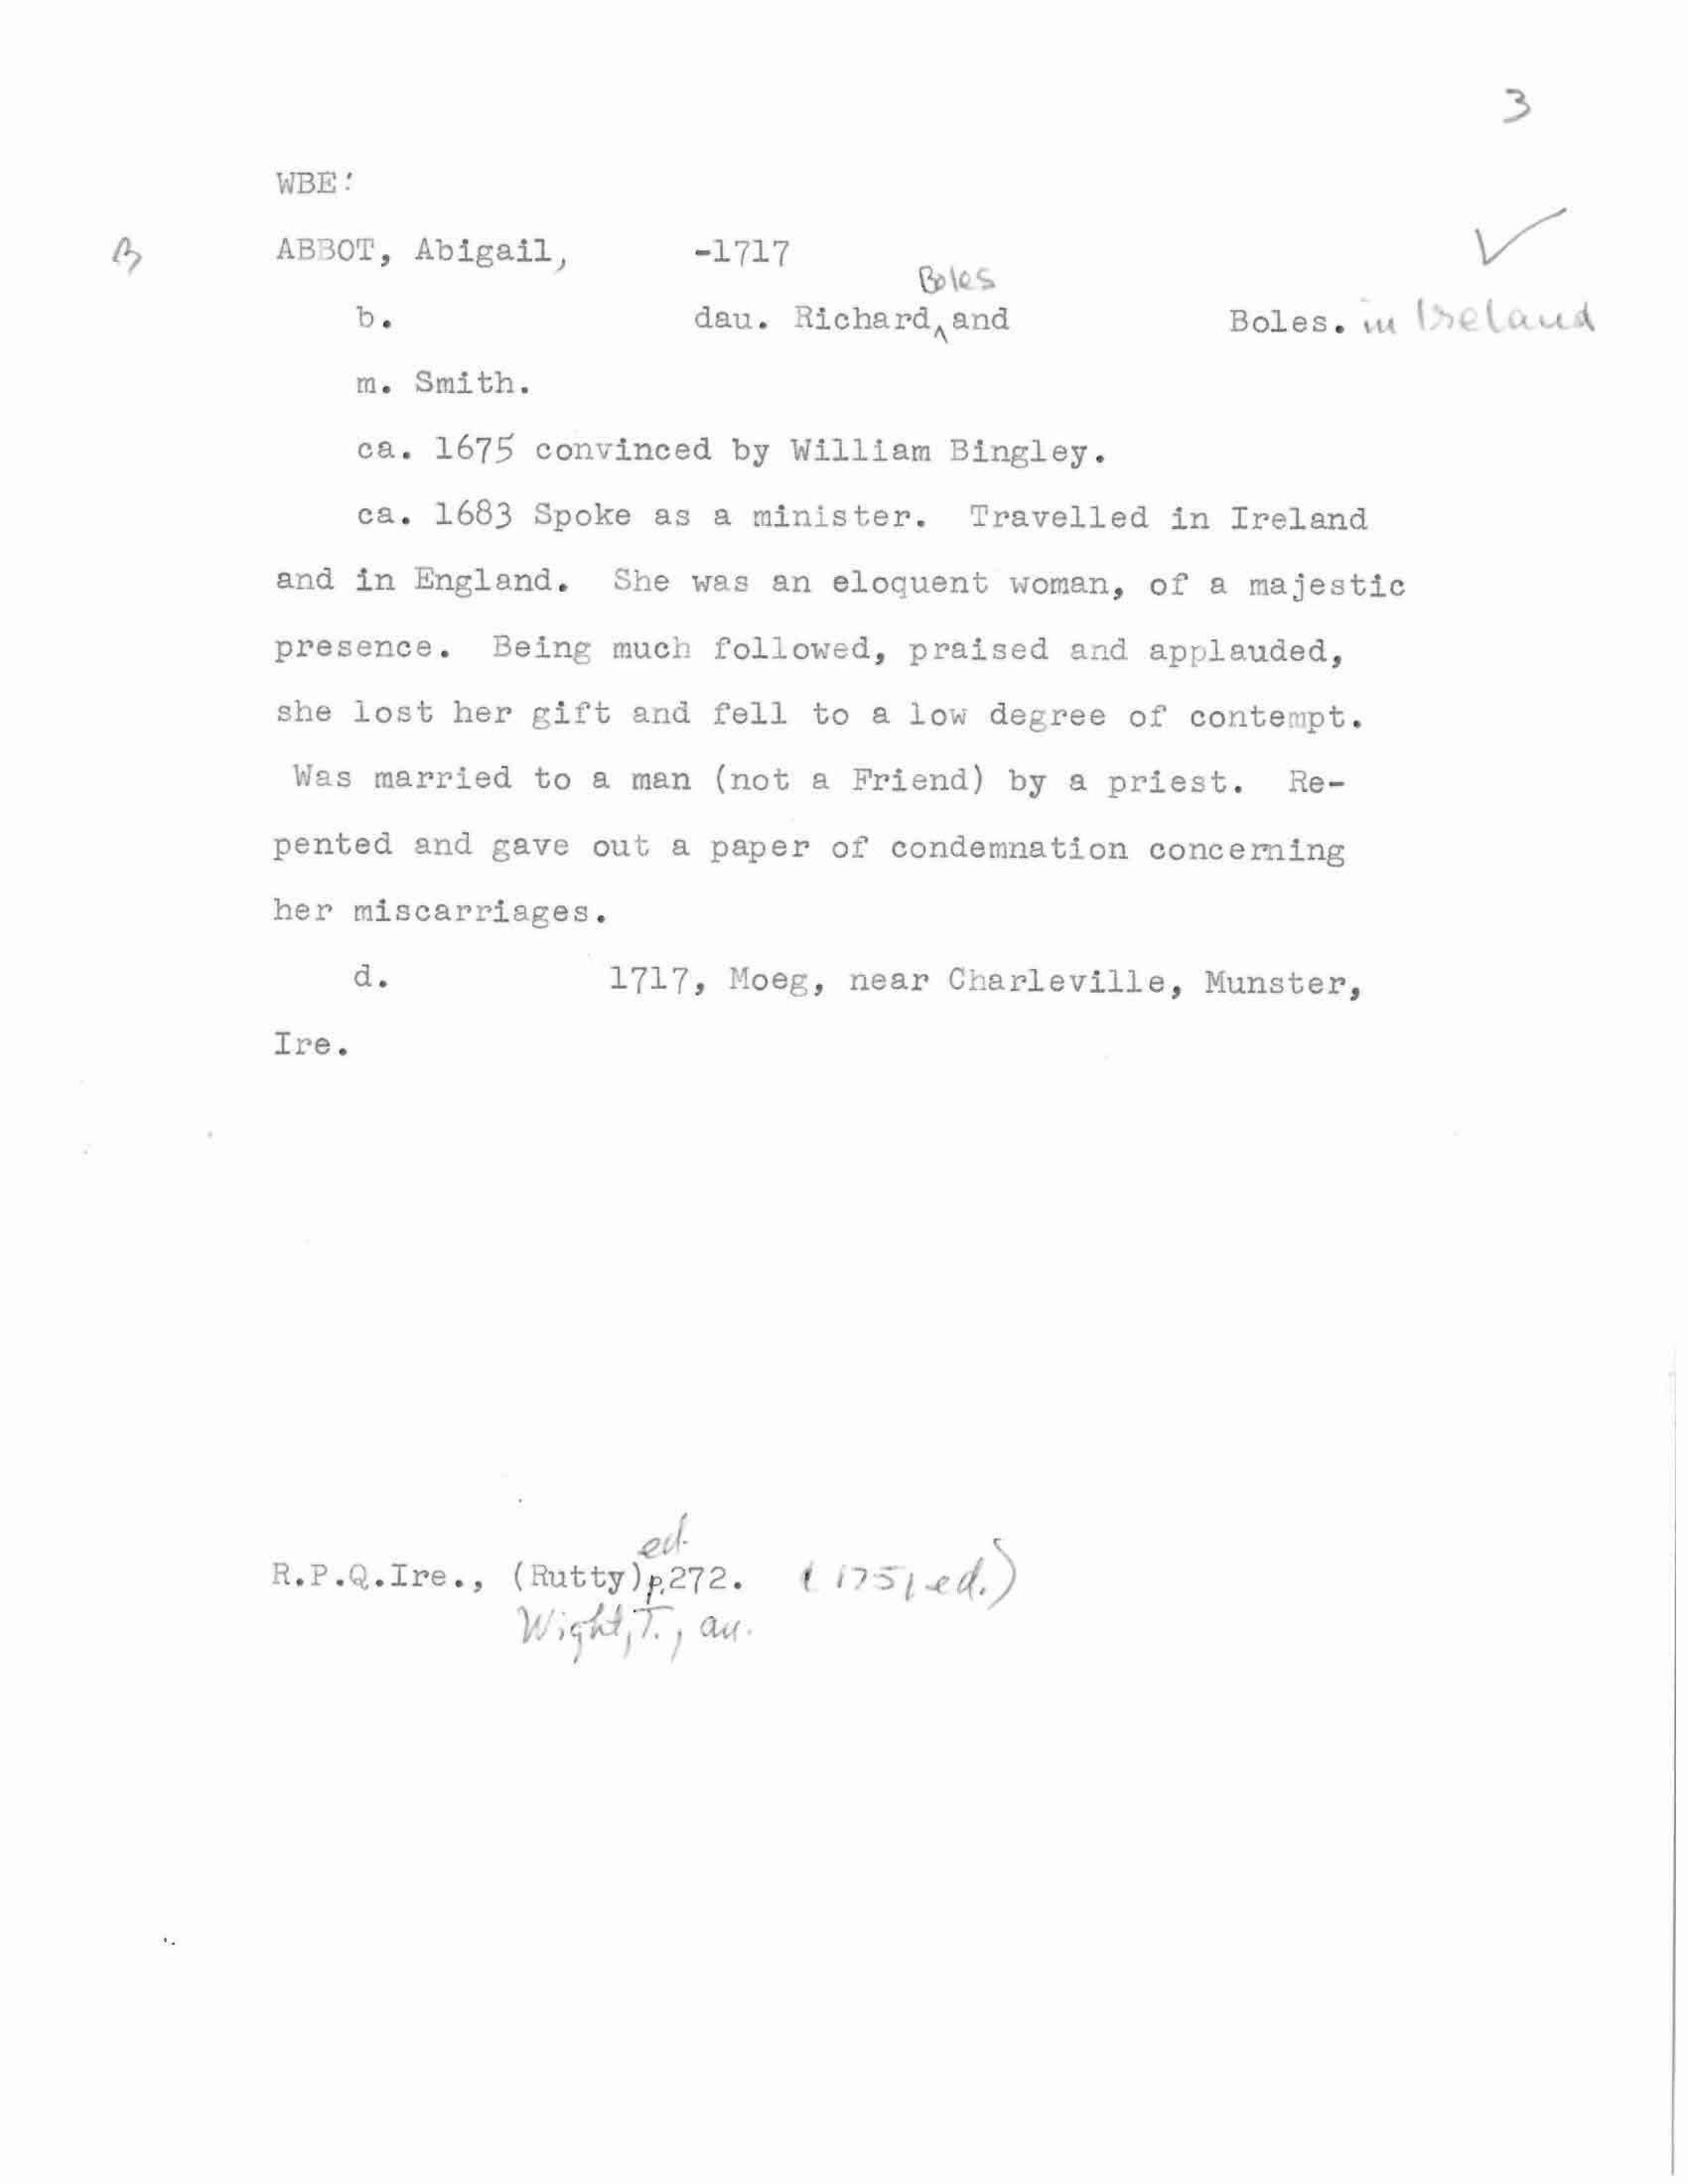 3
WBE:
B ABBOT, Abigail, -1717 ✓
Boles
b. dau. Richard ^ and Boles. in Ireland
m. Smith.
ca. 1675 convinced by William Bingley.
ca. 1683 Spoke as a minister. Travelled in Ireland
and in England. She was an eloquent woman, of a majestic
presence. Being much followed, praised and applauded,
she lost her gift and fell to a low degree of contempt.
Was married to a man (not a Friend) by a priest. Re-
pented and gave out a paper of condemnation concerning
her miscarriages.
d. 1717, Moeg, near Charleville, Munster,
Ire.
ed.
R.P.Q.Ire., (Rutty)p.272. (1751 ed.)
Wight, T., au.